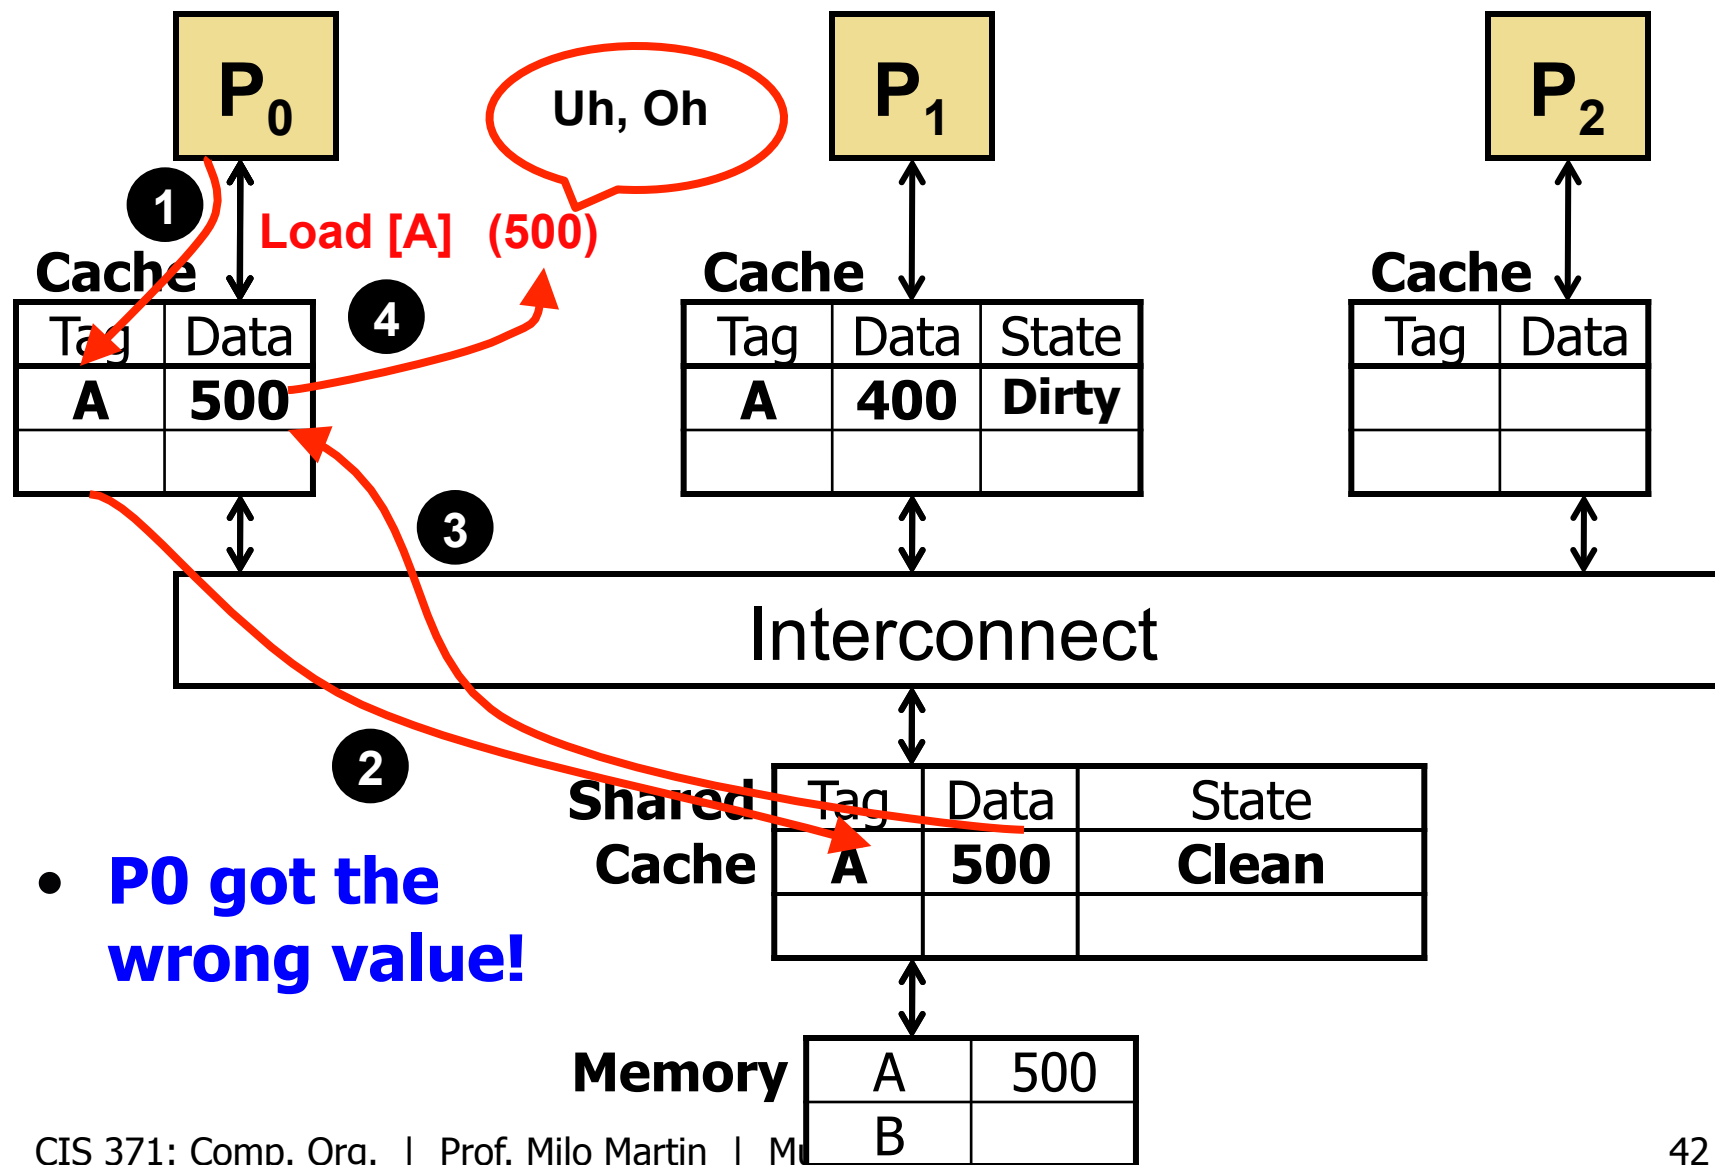 P0 P1 P2
Uh, Oh
1
Load [A] (500)
Cache Cache Cache
4
Tag Data Tag Data State Tag Data
A 500 A 400 Dirty
3
Interconnect
2
Shared Tag Data State
Cache A 500 Clean
• P0 got the
wrong value!
Memory A 500
B
CIS 371: Comp. Org. | Prof. Milo Martin | 42